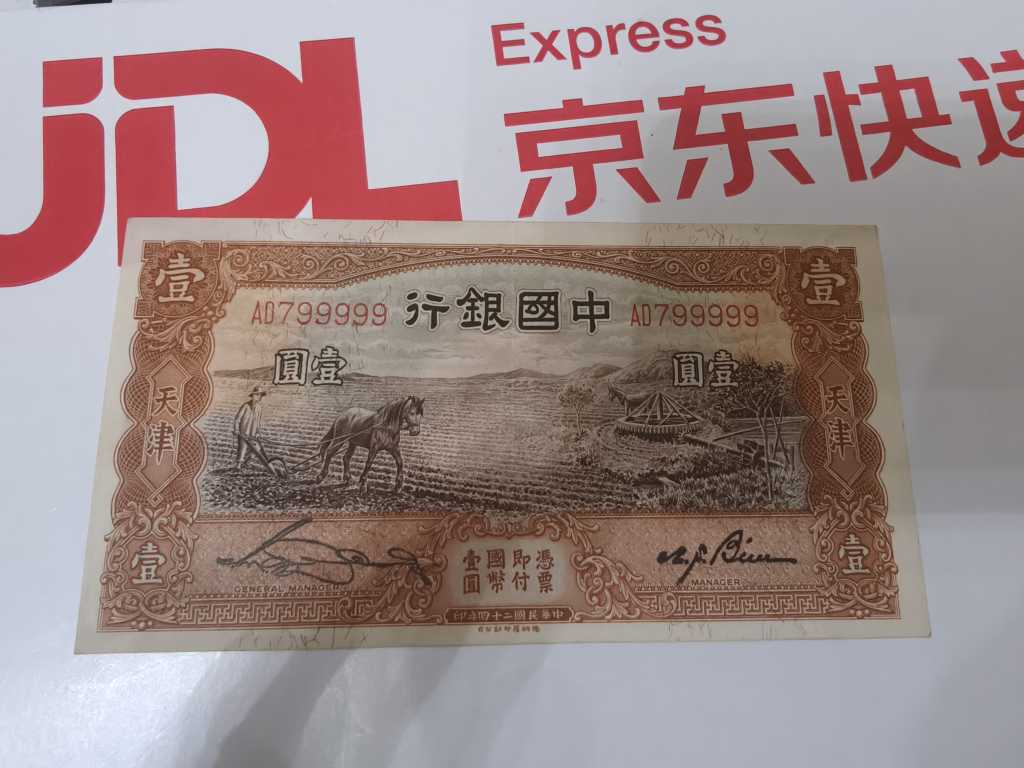 JDL
Express
京东快速
壹
壹
AD799999
中國銀行
AD799999
壹圓
壹圓
天津
天津
憑票
即付
國幣
壹圓
壹
壹
GENERAL MANAGER
MANAGER
中華民國二十四年印